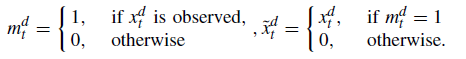 m_t^d = { 1, if x_t^d is observed, 0, otherwise , x̃_t^d = { x_t^d, if m_t^d = 1 0, otherwise.